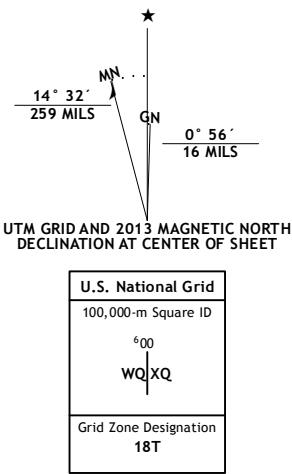 ★
MN
GN
14° 32´
259 MILS
0° 56´
16 MILS
UTM GRID AND 2013 MAGNETIC NORTH
DECLINATION AT CENTER OF SHEET
U.S. National Grid
100,000-m Square ID
⁶00
WQ XQ
Grid Zone Designation
18T